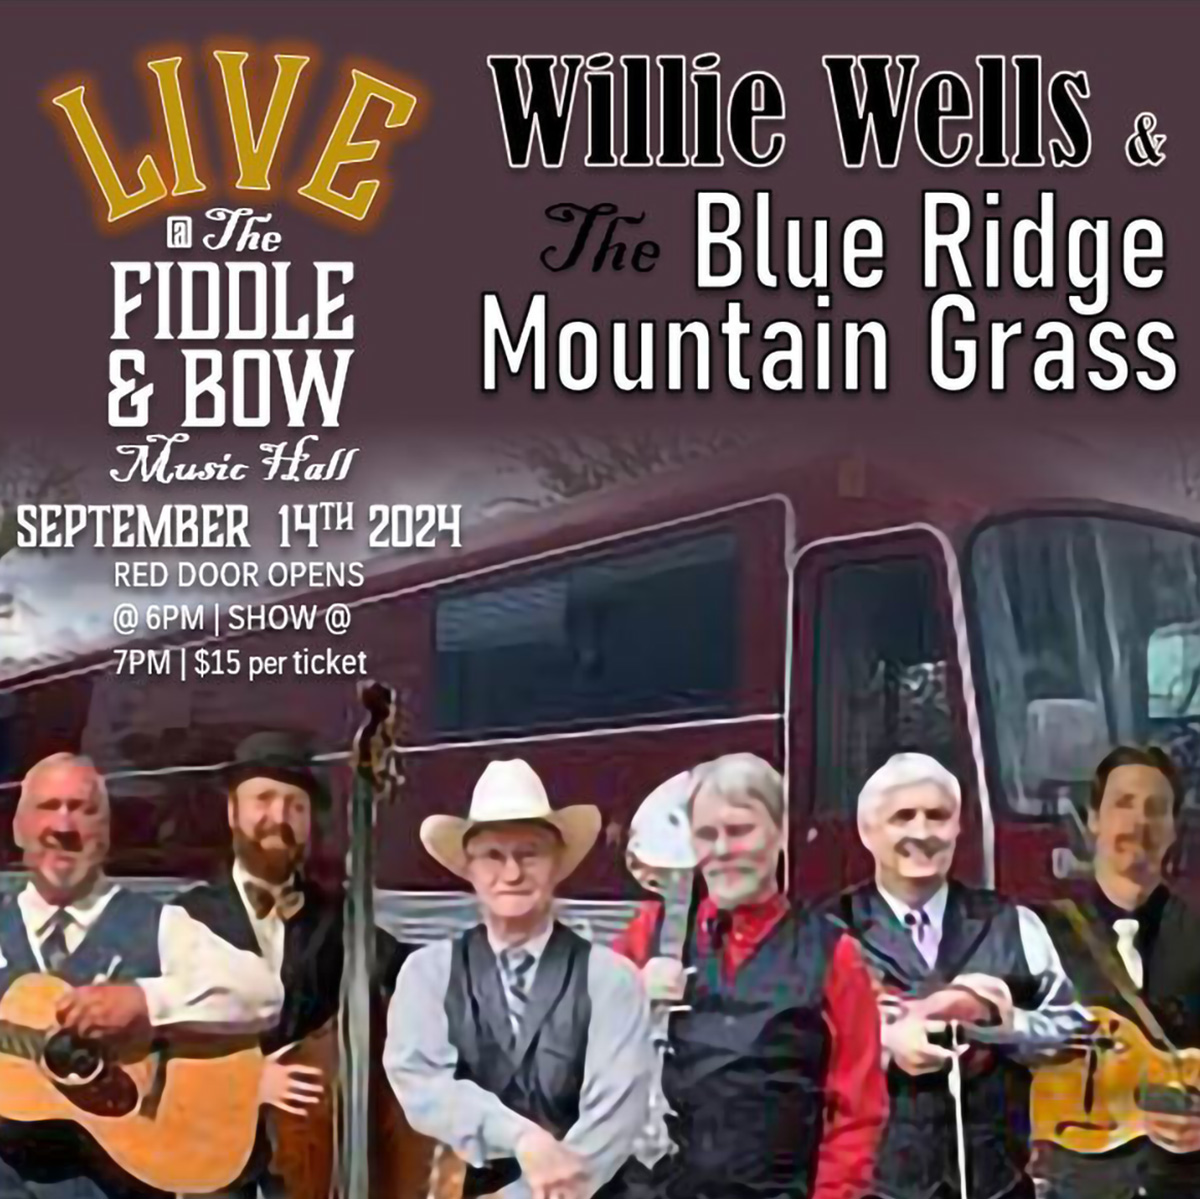 LIVE
@ The
FIDDLE
& BOW
Music Hall
SEPTEMBER 14TH 2024
RED DOOR OPENS
@ 6PM | SHOW @
7PM | $15 per ticket
Willie Wells &
The Blue Ridge
Mountain Grass